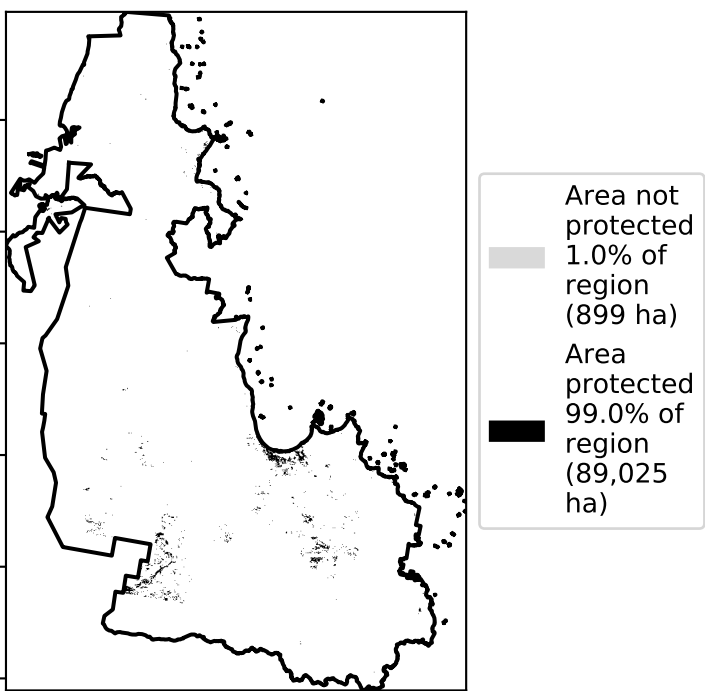 Area not
protected
1.0% of
region
(899 ha)
Area
protected
99.0% of
region
(89,025
ha)